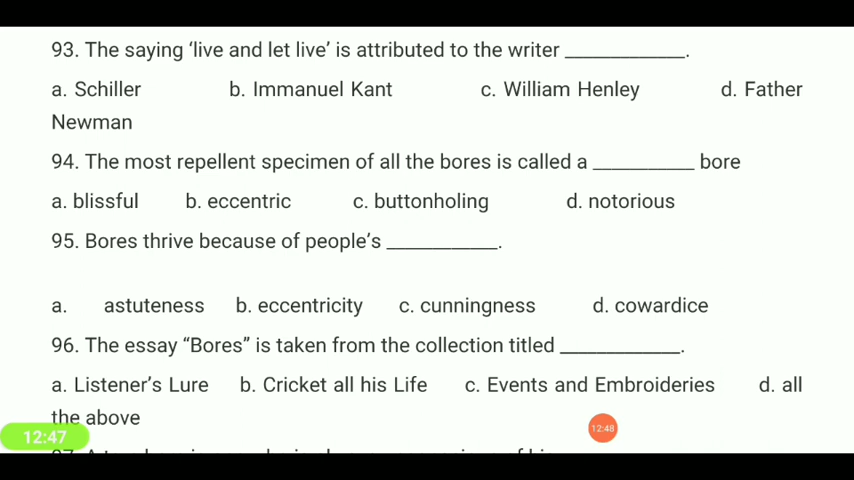 93. The saying ‘live and let live’ is attributed to the writer ____________.
a. Schiller b. Immanuel Kant c. William Henley d. Father
Newman
94. The most repellent specimen of all the bores is called a __________ bore
a. blissful b. eccentric c. buttonholing d. notorious
95. Bores thrive because of people’s ___________.
a. astuteness b. eccentricity c. cunningness d. cowardice
96. The essay “Bores” is taken from the collection titled ____________.
a. Listener’s Lure b. Cricket all his Life c. Events and Embroideries d. all
the above
12:47
12:48